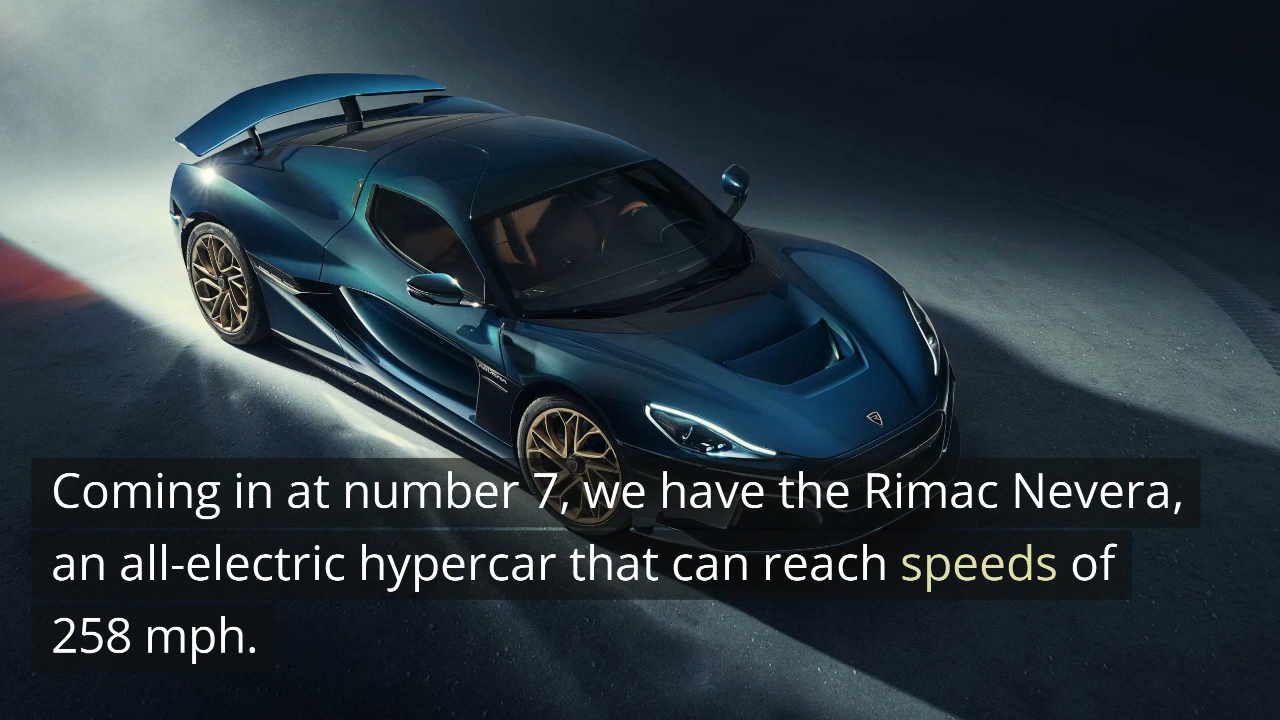 Coming in at number 7, we have the Rimac Nevera,
an all-electric hypercar that can reach speeds of
258 mph.